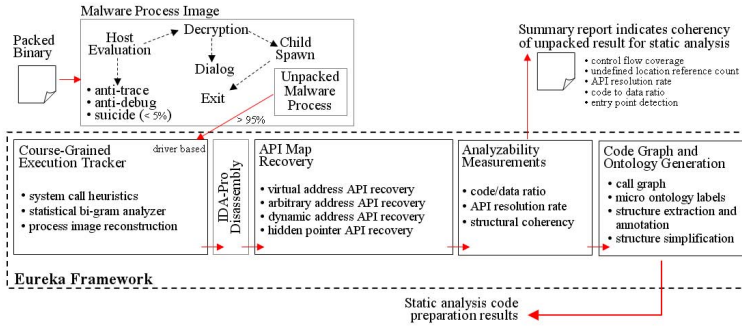 Malware Process Image
Packed
Binary
Host
Evaluation
Decryption
Child
Spawn
Dialog
Exit
• anti-trace
• anti-debug
• suicide (< 5%)
Unpacked
Malware
Process
> 95%
Summary report indicates coherency
of unpacked result for static analysis
• control flow coverage
• undefined location reference count
• API resolution rate
• code to data ratio
• entry point detection
driver based
Course-Grained
Execution Tracker
• system call heuristics
• statistical bi-gram analyzer
• process image reconstruction
IDA-Pro
Disassembly
API Map
Recovery
• virtual address API recovery
• arbitrary address API recovery
• dynamic address API recovery
• hidden pointer API recovery
Analyzability
Measurements
• code/data ratio
• API resolution rate
• structural coherency
Code Graph and
Ontology Generation
• call graph
• micro ontology labels
• structure extraction and
annotation
• structure simplification
Eureka Framework
Static analysis code
preparation results